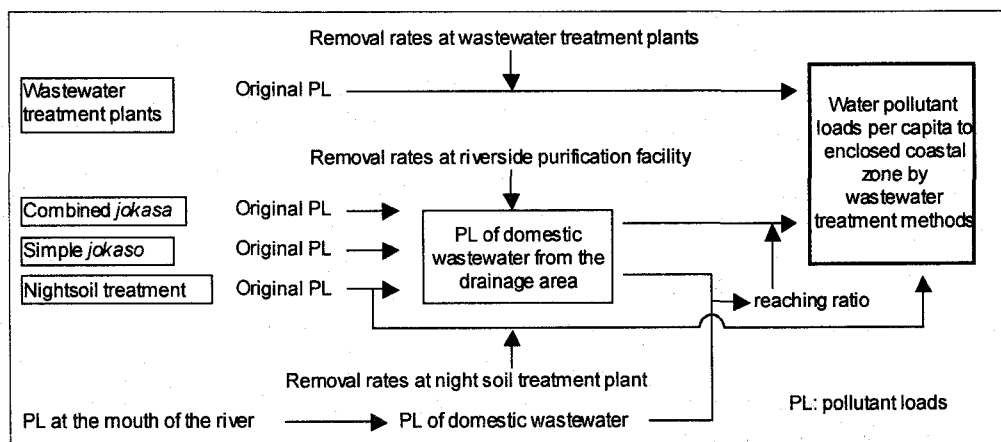 Removal rates at wastewater treatment plants
Wastewater
treatment plants
Original PL
Water pollutant
loads per capita to
enclosed coastal
zone by
wastewater
treatment methods
Removal rates at riverside purification facility
Combined jokasa
Original PL
Simple jokaso
Original PL
Nightsoil treatment
Original PL
PL of domestic
wastewater from the
drainage area
reaching ratio
Removal rates at night soil treatment plant
PL at the mouth of the river
PL of domestic wastewater
PL: pollutant loads